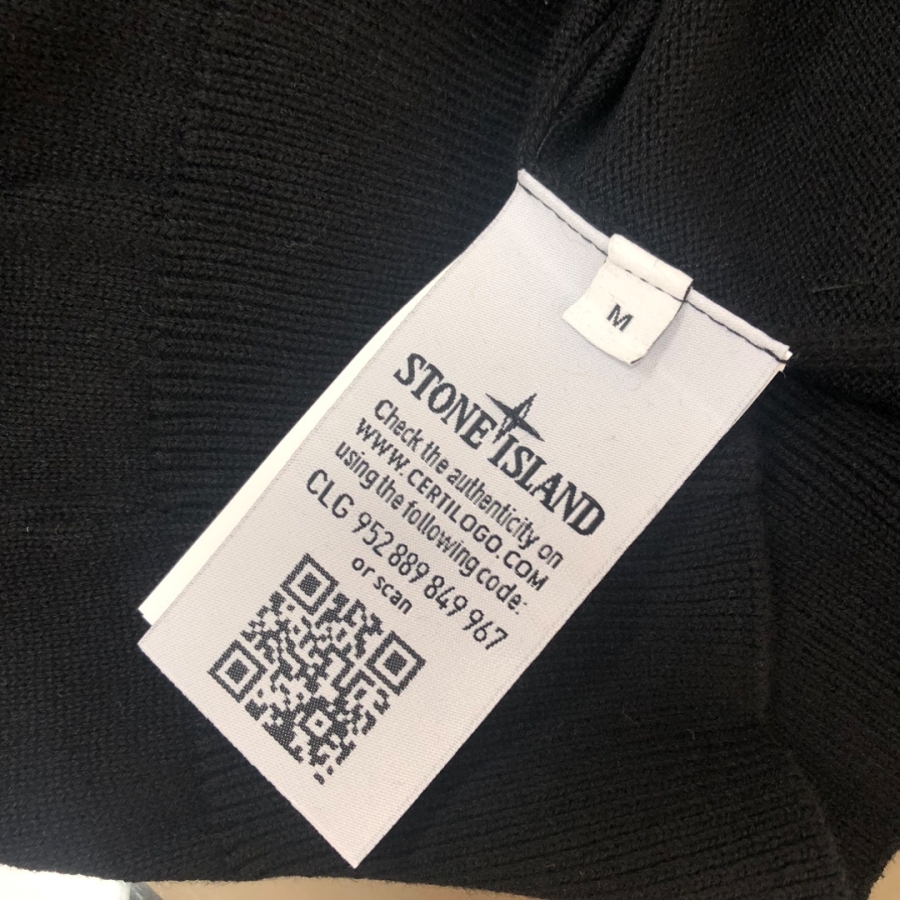 M
STONE ISLAND
Check the authenticity on
WWW.CERTILOGO.COM
using the following code:
CLG 952 889 849 967
or scan